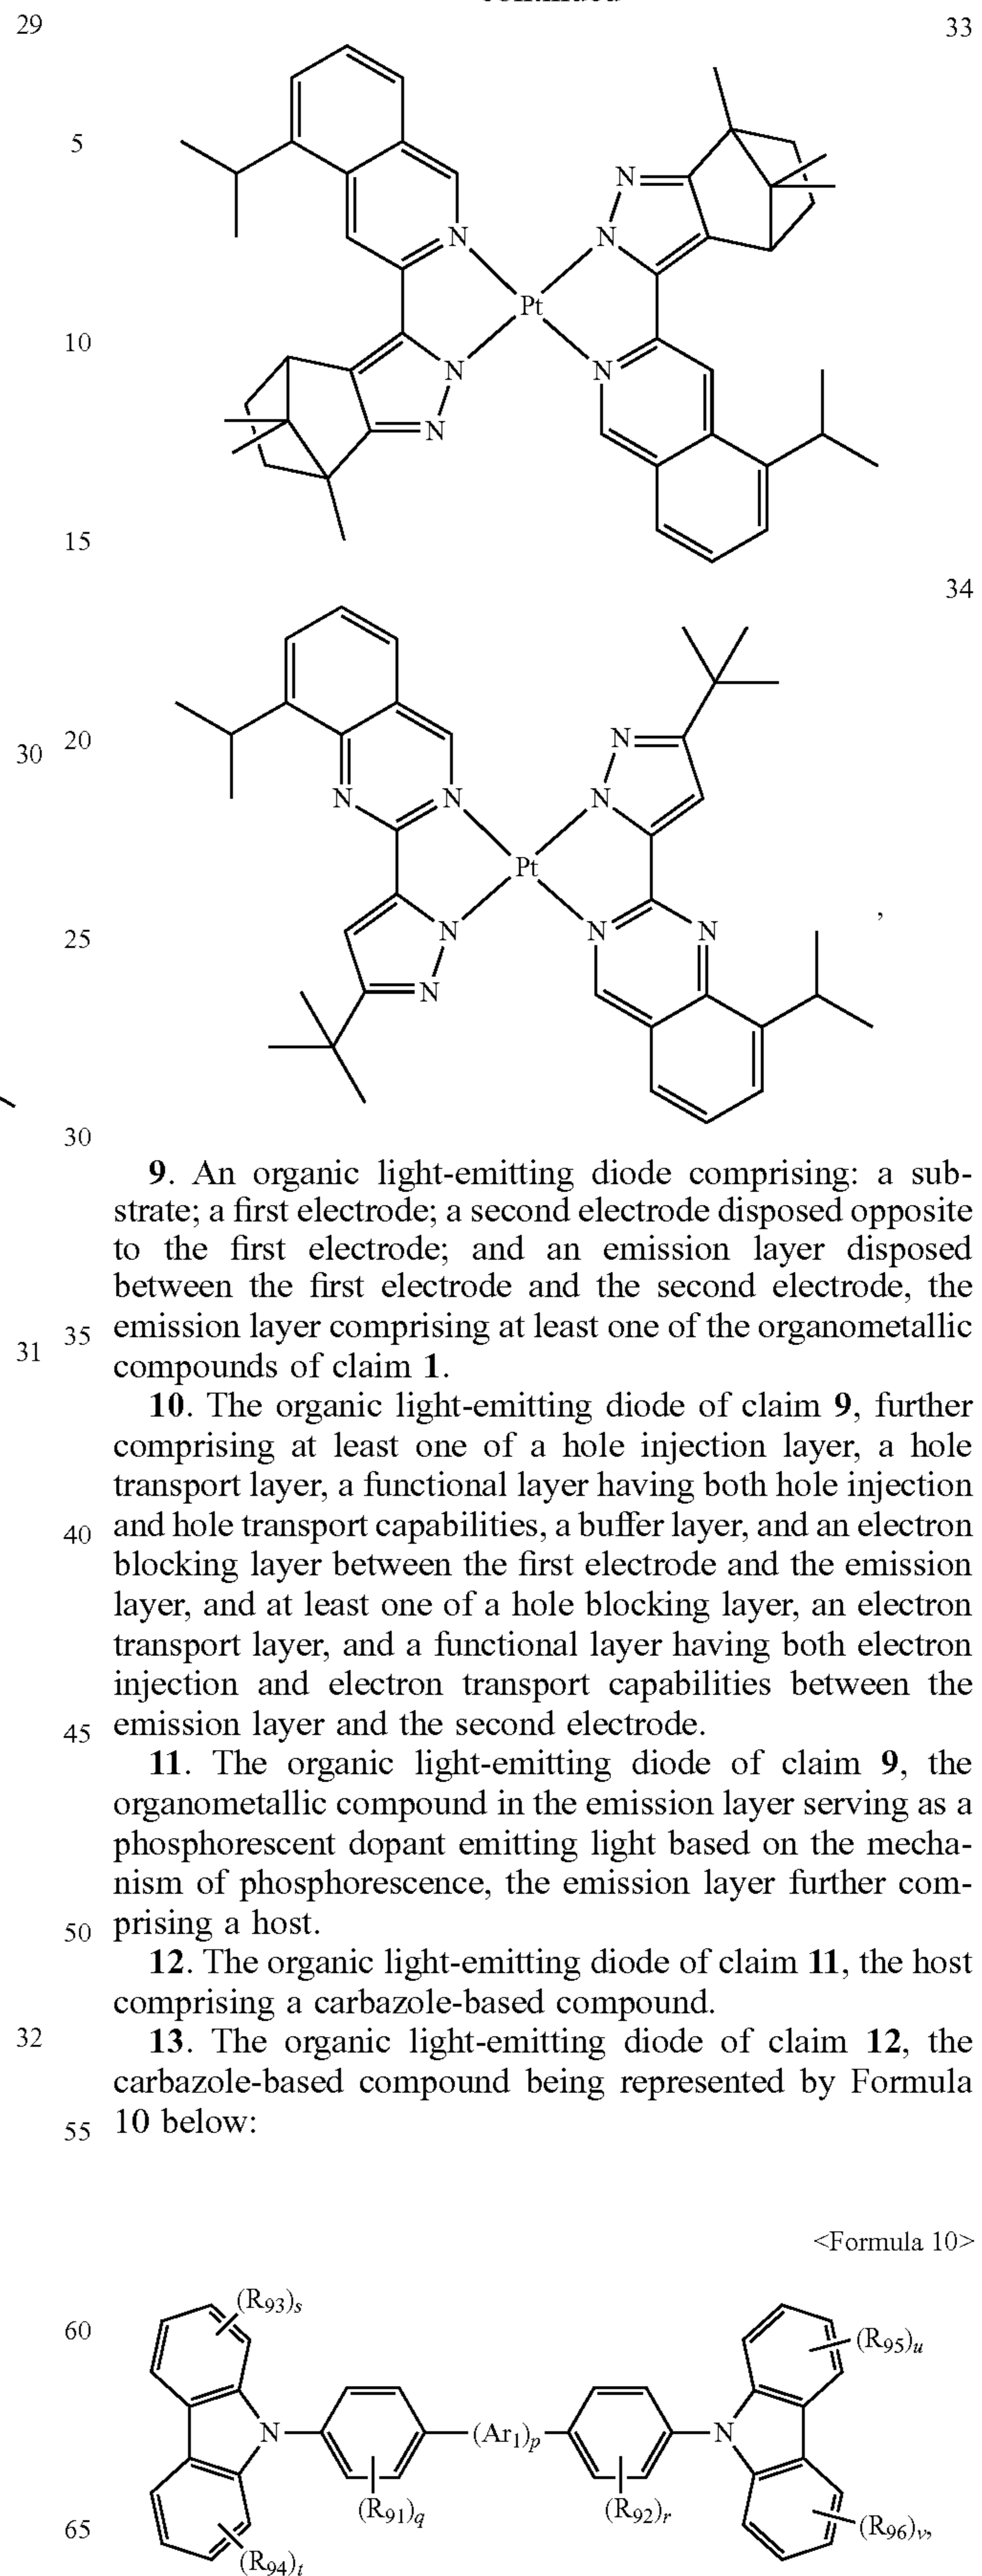 29
33
5
N
N
N
N
Pt
10
N
N
N
N
15
34
30
20
N
N
N
N
Pt
25
N
N
N
N
,
30
9. An organic light-emitting diode comprising: a sub-
strate; a first electrode; a second electrode disposed opposite
to the first electrode; and an emission layer disposed
between the first electrode and the second electrode, the
35 emission layer comprising at least one of the organometallic
31
compounds of claim 1.
10. The organic light-emitting diode of claim 9, further
comprising at least one of a hole injection layer, a hole
transport layer, a functional layer having both hole injection
40 and hole transport capabilities, a buffer layer, and an electron
blocking layer between the first electrode and the emission
layer, and at least one of a hole blocking layer, an electron
transport layer, and a functional layer having both electron
injection and electron transport capabilities between the
45 emission layer and the second electrode.
11. The organic light-emitting diode of claim 9, the
organometallic compound in the emission layer serving as a
phosphorescent dopant emitting light based on the mecha-
nism of phosphorescence, the emission layer further com-
50 prising a host.
12. The organic light-emitting diode of claim 11, the host
comprising a carbazole-based compound.
32
13. The organic light-emitting diode of claim 12, the
carbazole-based compound being represented by Formula
55 10 below:
<Formula 10>
(R93)s
60
(R95)u
N
(Ar1)p
N
(R91)q
(R92)r
65
(R96)v,
(R94)t